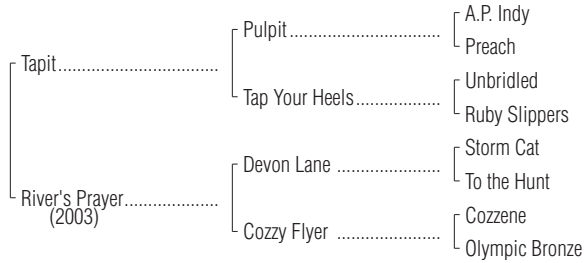 A.P. Indy
Pulpit
Preach
Tapit
Unbridled
Tap Your Heels
Ruby Slippers
Storm Cat
Devon Lane
To the Hunt
River's Prayer
(2003)
Cozzene
Cozzy Flyer
Olympic Bronze